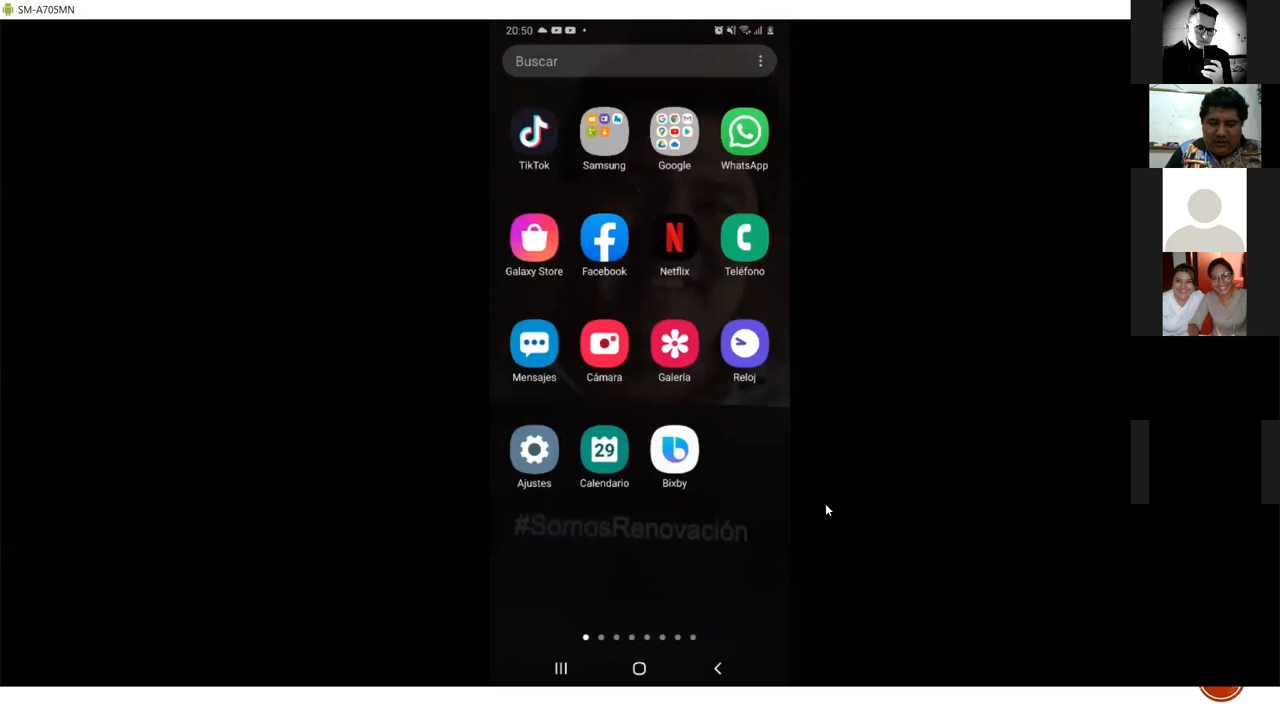 SM-A705MN
20:50
Buscar
TikTok Samsung Google WhatsApp
Galaxy Store Facebook Netflix Teléfono
Mensajes Cámara Galería Reloj
29
Ajustes Calendario Bixby
#SomosRenovación